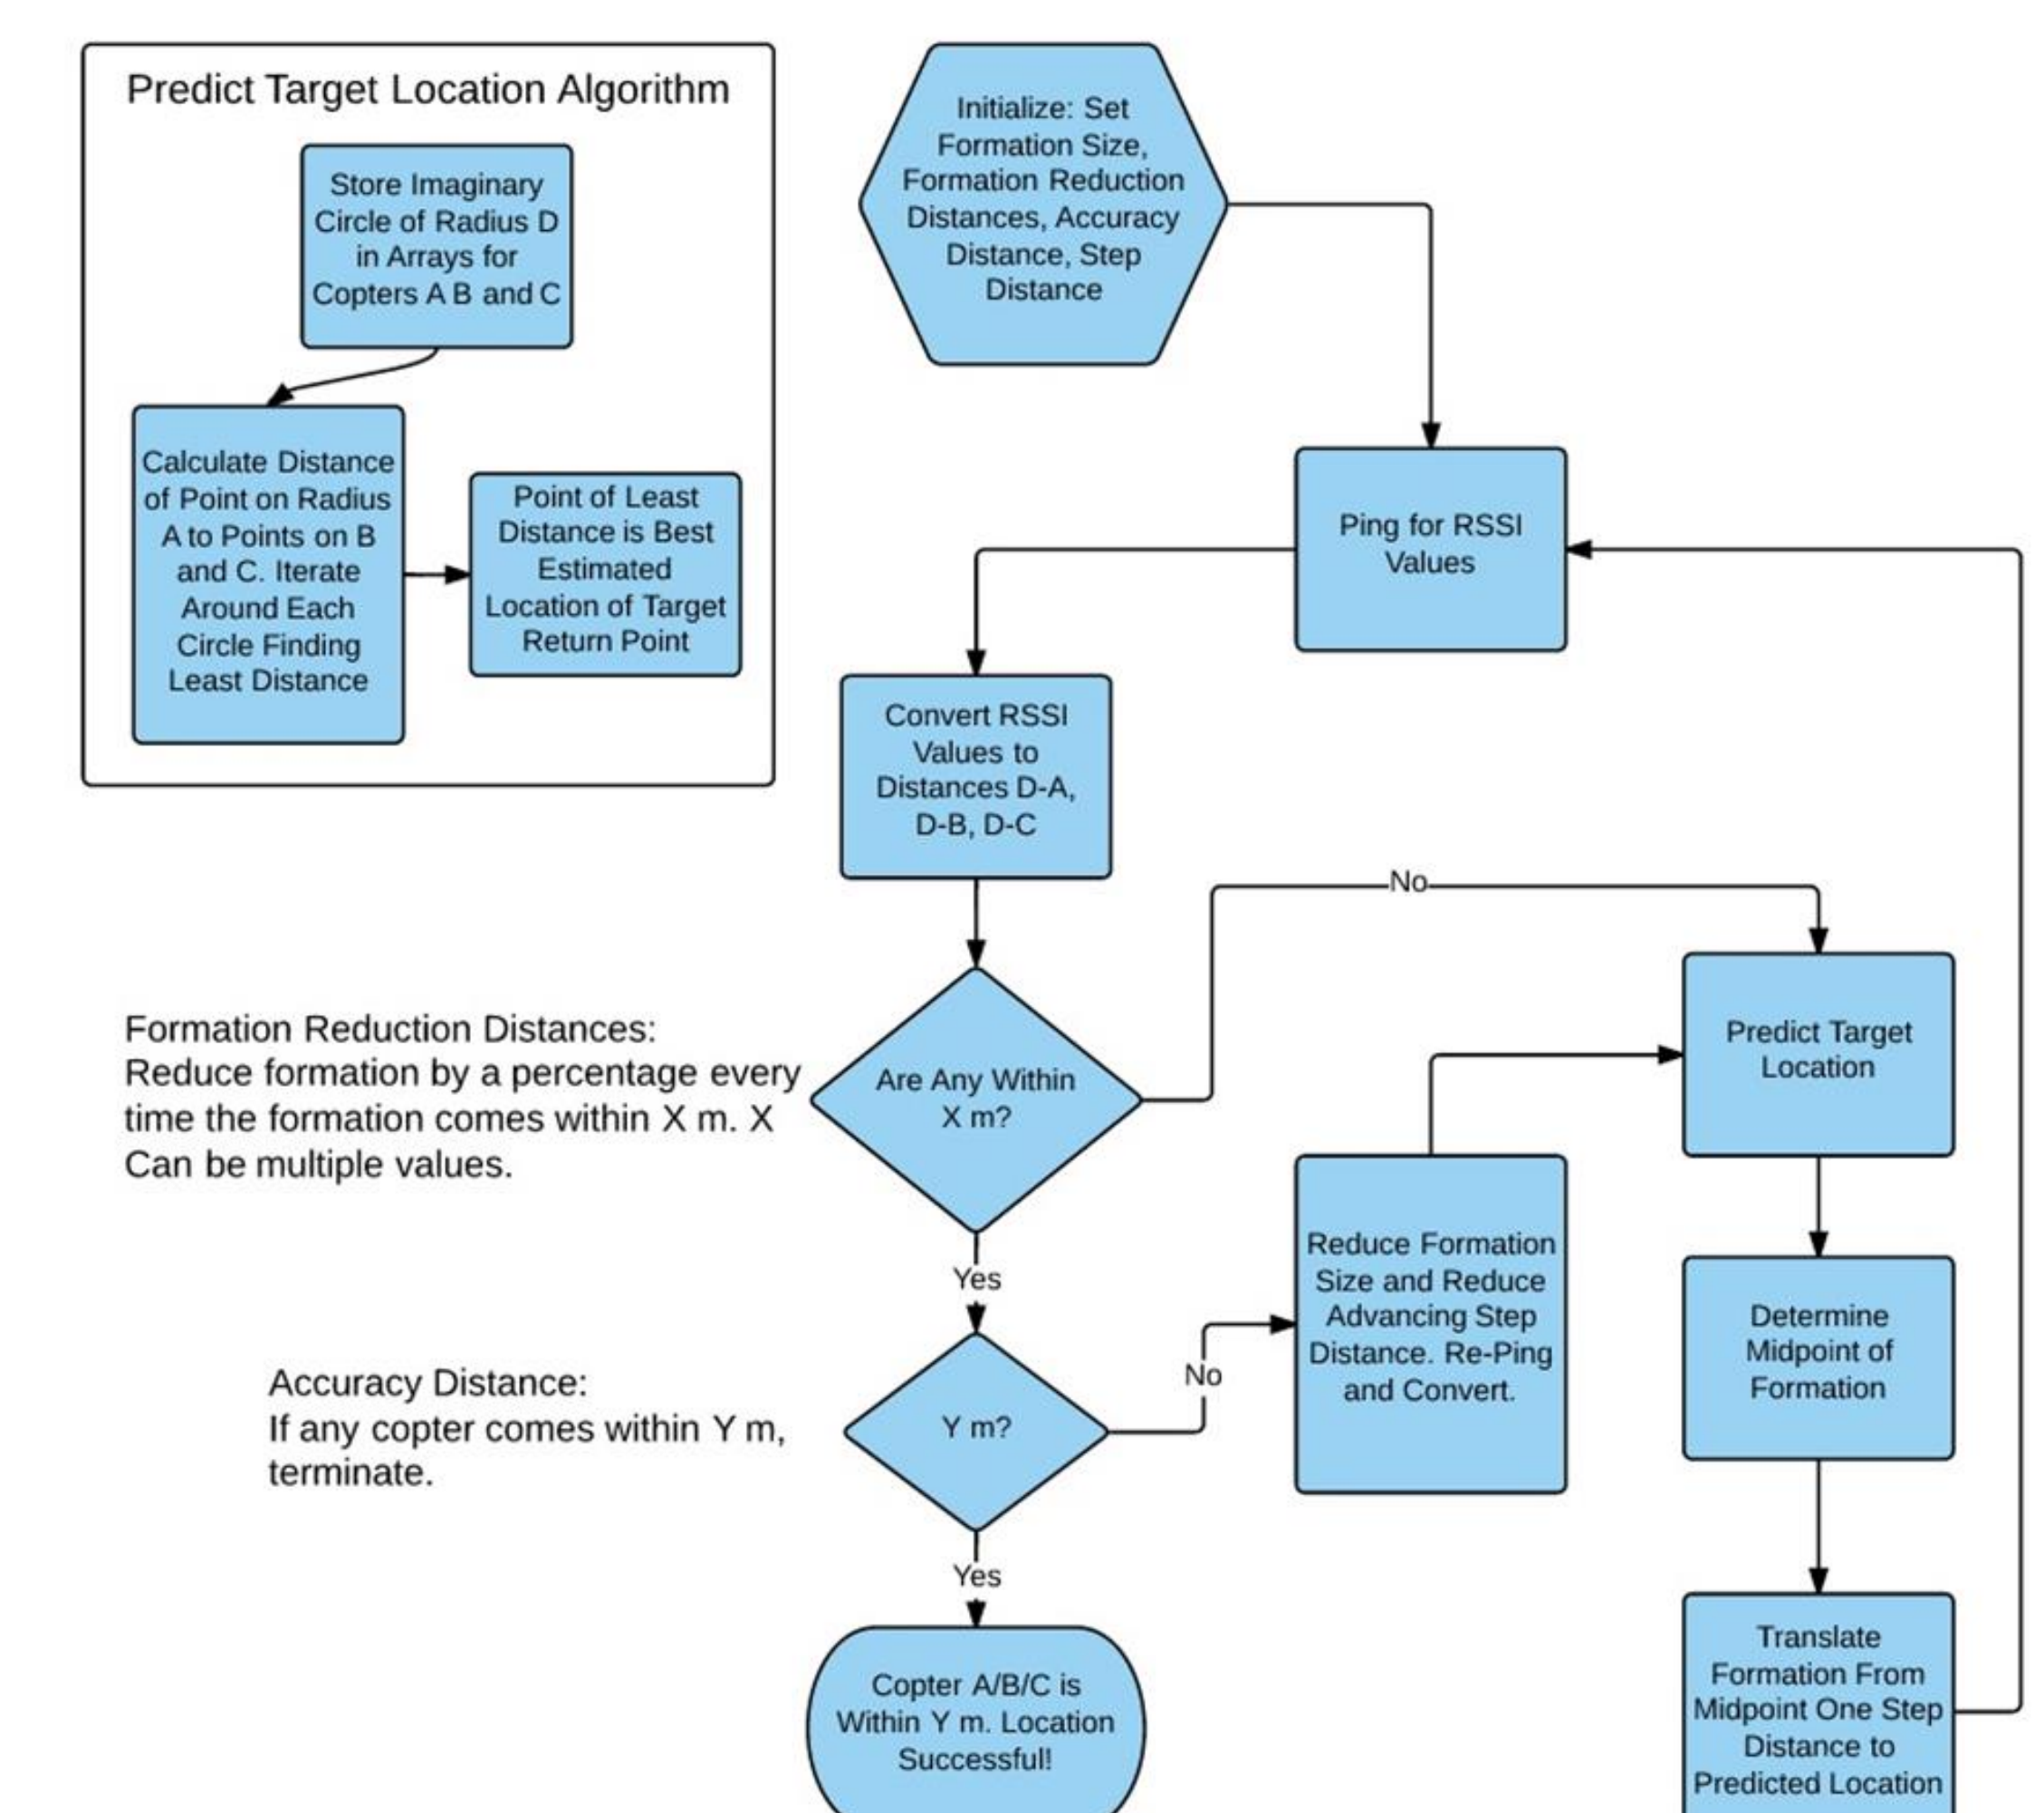 Predict Target Location Algorithm
Store Imaginary
Circle of Radius D
in Arrays for
Copters A B and C
Calculate Distance
of Point on Radius
A to Points on B
and C. Iterate
Around Each
Circle Finding
Least Distance
Point of Least
Distance is Best
Estimated
Location of Target
Return Point
Initialize: Set
Formation Size,
Formation Reduction
Distances, Accuracy
Distance, Step
Distance
Ping for RSSI
Values
Convert RSSI
Values to
Distances D-A,
D-B, D-C
No
Formation Reduction Distances:
Reduce formation by a percentage every
time the formation comes within X m. X
Can be multiple values.
Are Any Within
X m?
Predict Target
Location
Yes
Reduce Formation
Size and Reduce
Advancing Step
Distance. Re-Ping
and Convert.
Determine
Midpoint of
Formation
Accuracy Distance:
If any copter comes within Y m,
terminate.
Y m?
No
Yes
Copter A/B/C is
Within Y m. Location
Successful!
Translate
Formation From
Midpoint One Step
Distance to
Predicted Location